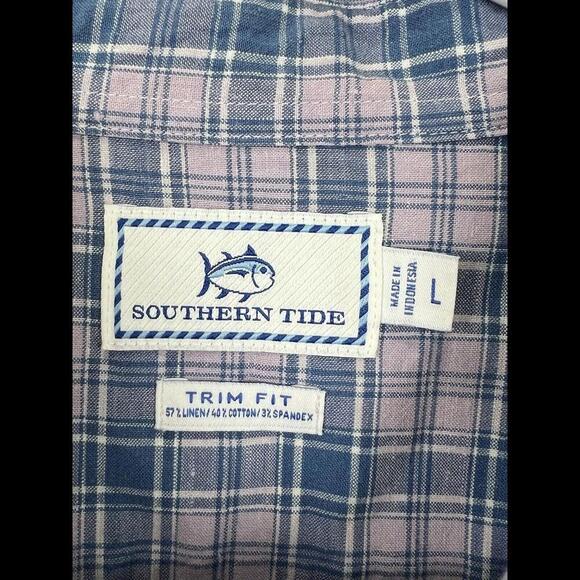 SOUTHERN TIDE
MADE IN
INDONESIA
L
TRIM FIT
57% LINEN/40% COTTON/3% SPANDEX